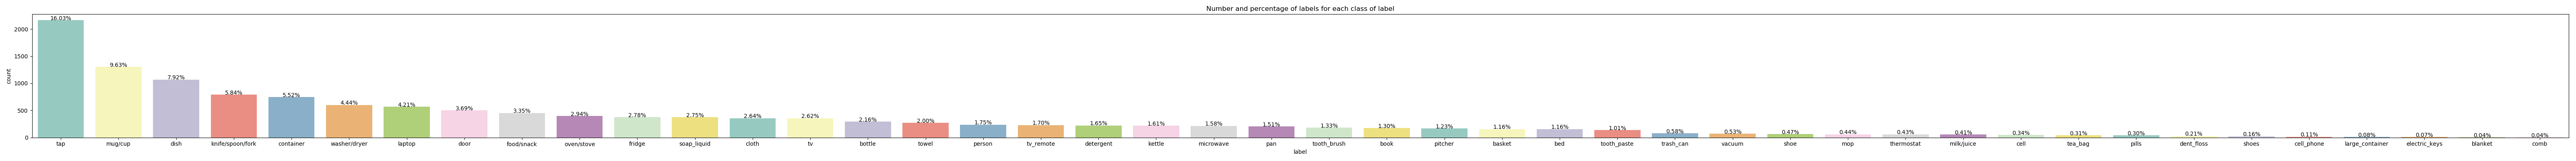 Number and percentage of labels for each class of label
count
2000
1500
1000
500
0
16.03% 9.63% 7.92% 5.84% 5.52% 4.44% 4.21% 3.69% 3.35% 2.94% 2.78% 2.75% 2.64% 2.62% 2.16% 2.00% 1.75% 1.70% 1.65% 1.61% 1.58% 1.51% 1.33% 1.30% 1.23% 1.16% 1.16% 1.01% 0.58% 0.53% 0.47% 0.44% 0.43% 0.41% 0.34% 0.31% 0.30% 0.21% 0.16% 0.11% 0.08% 0.07% 0.04% 0.04%
tap mug/cup dish knife/spoon/fork container washer/dryer laptop door food/snack oven/stove fridge soap_liquid cloth tv bottle towel person tv_remote detergent kettle microwave pan tooth_brush book pitcher basket bed tooth_paste trash_can vacuum shoe mop thermostat milk/juice cell tea_bag pills dent_floss shoes cell_phone large_container electric_keys blanket comb
label